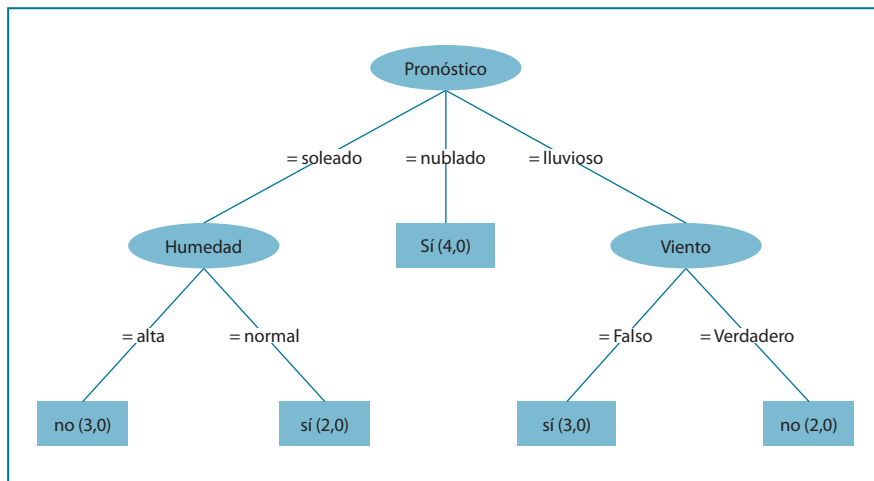 Pronóstico
= soleado
= nublado
= lluvioso
Humedad
Sí (4,0)
Viento
= alta
= normal
= Falso
= Verdadero
no (3,0)
sí (2,0)
sí (3,0)
no (2,0)